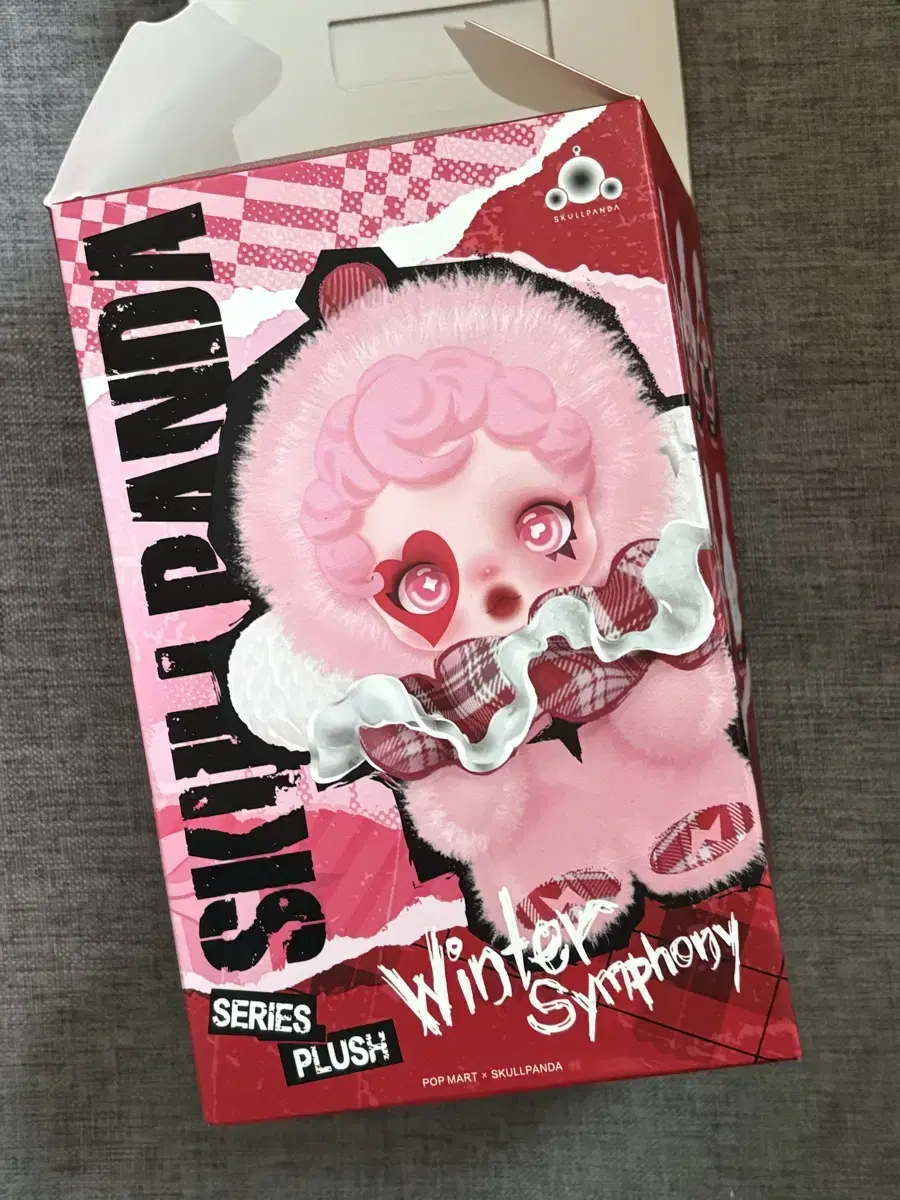 SKULLPANDA
SKULLPANDA
Winter
Symphony
SERIES
PLUSH
POP MART × SKULLPANDA